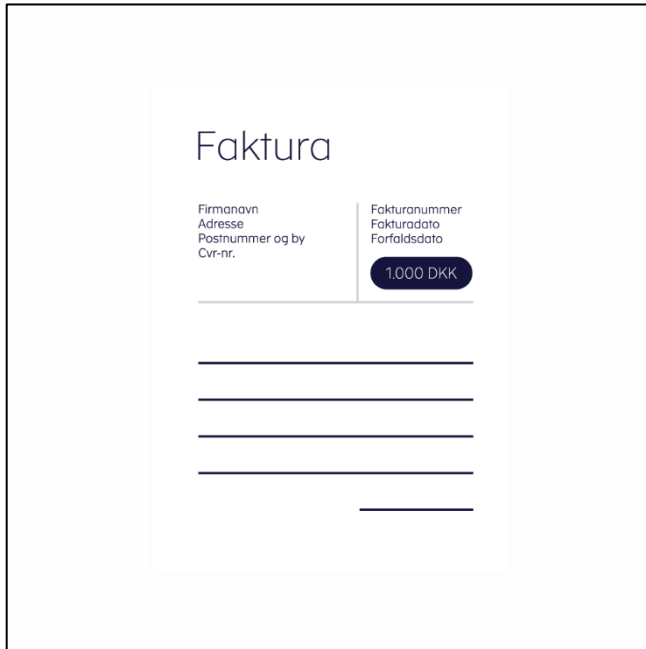 Faktura
Firmanavn
Adresse
Postnummer og by
Cvr-nr.
Fakturanummer
Fakturadato
Forfaldsdato
1.000 DKK